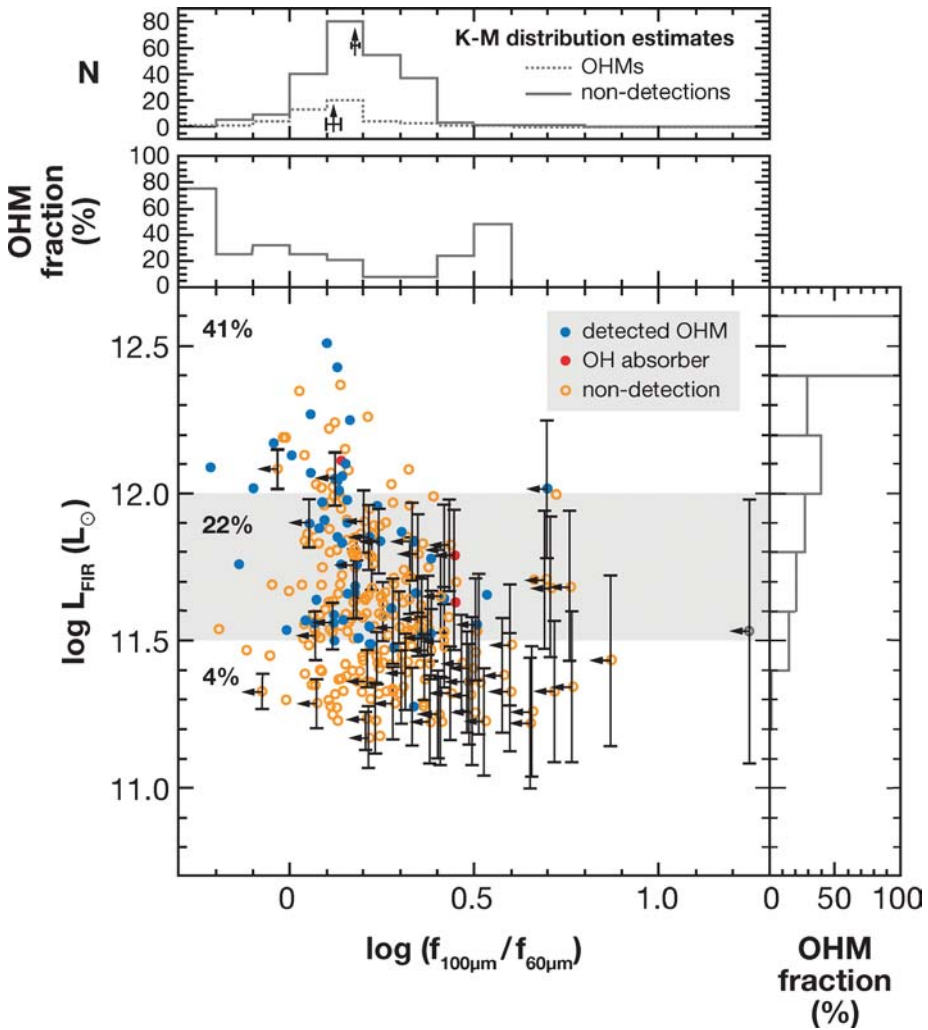 N
80
60
40
20
0
K-M distribution estimates
OHMs
non-detections
OHM
fraction
(%)
100
80
60
40
20
0
41%
22%
4%
detected OHM
OH absorber
non-detection
log L_FIR (L_⊙)
12.5
12.0
11.5
11.0
0
0.5
1.0
log (f_100µm/f_60µm)
0
50
100
OHM
fraction
(%)